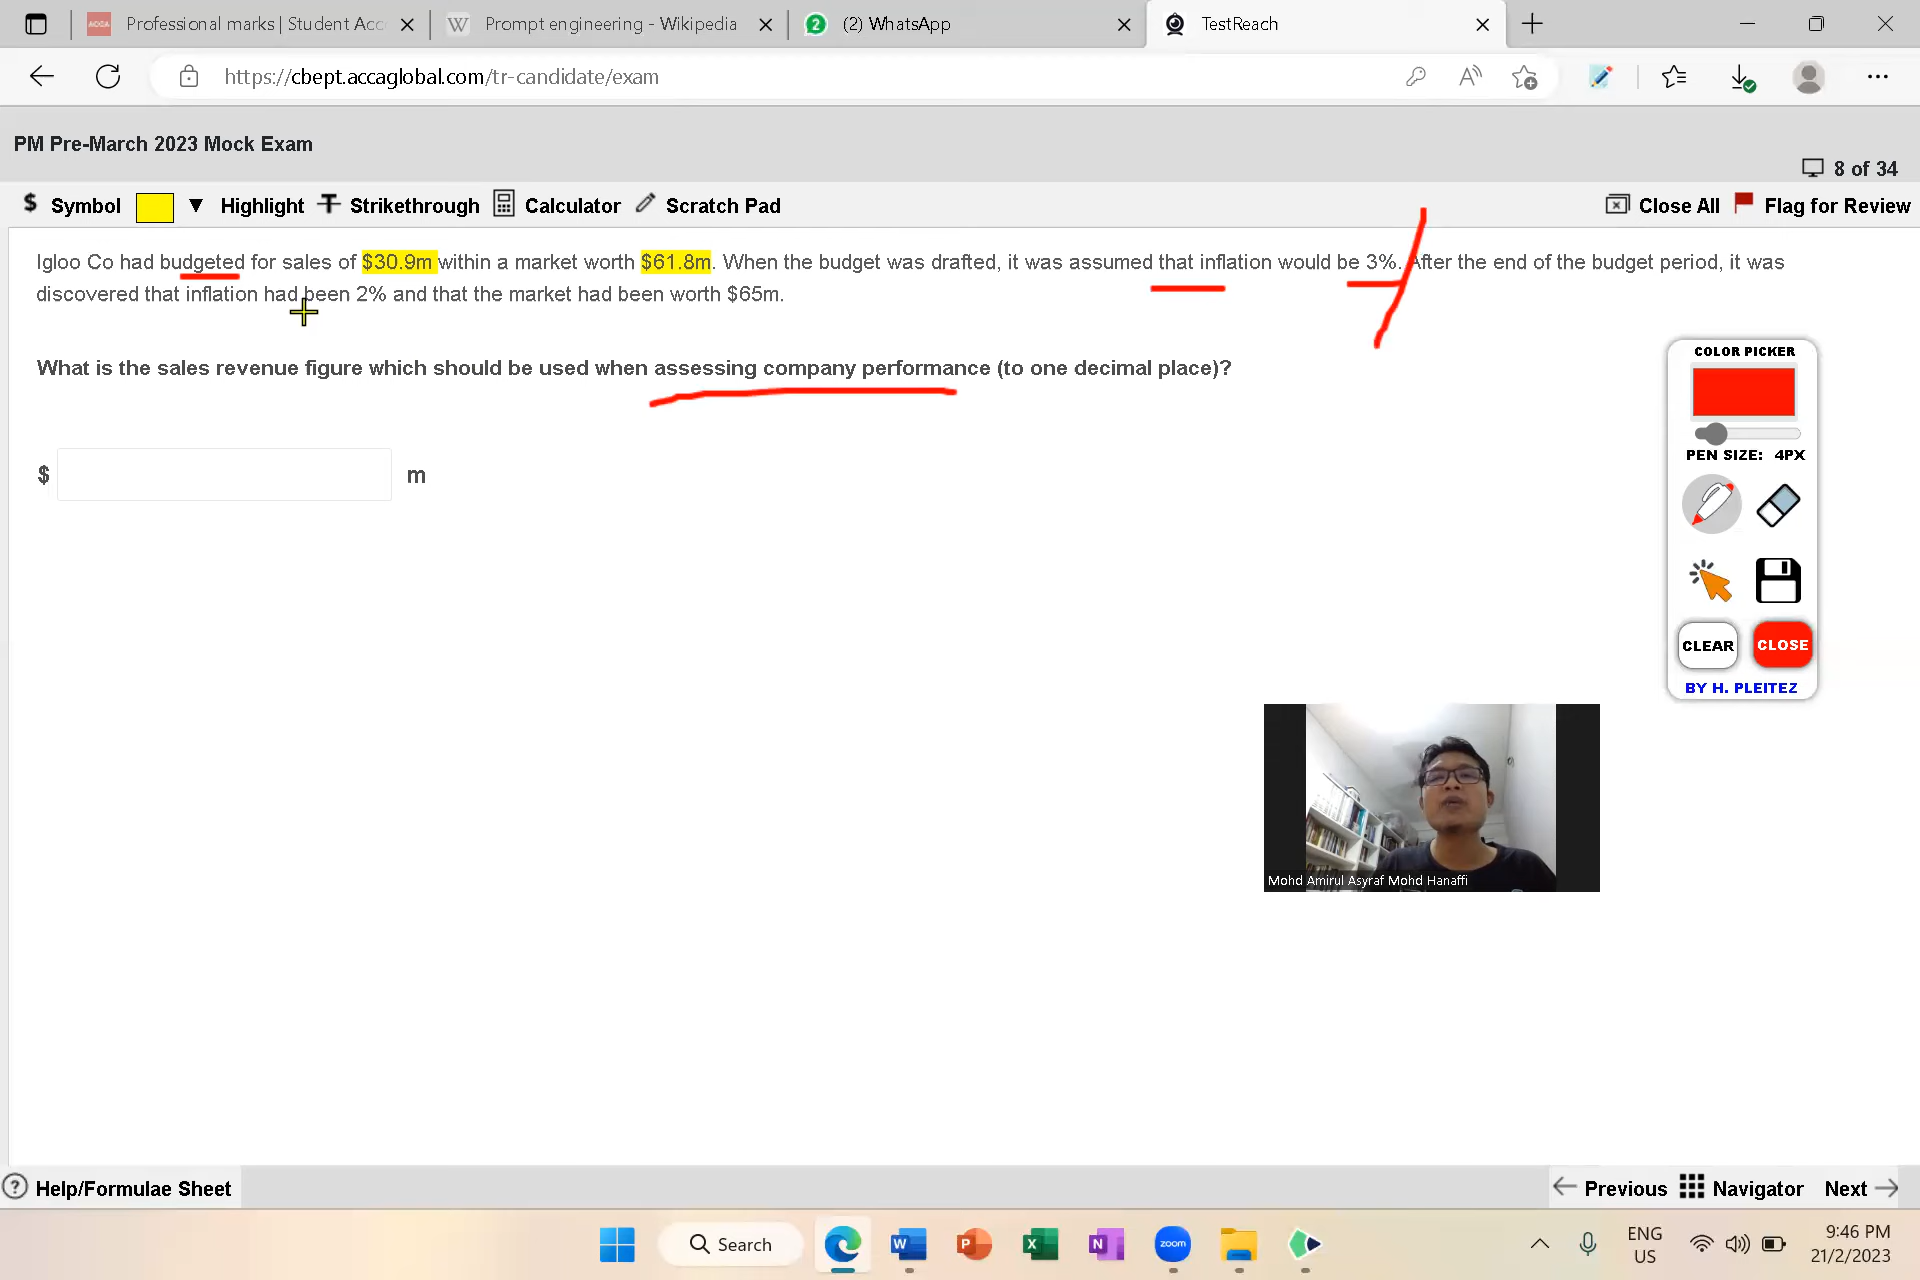 Professional marks | Student Acc
Prompt engineering - Wikipedia
2 (2) WhatsApp
TestReach
https://cbept.accaglobal.com/tr-candidate/exam
PM Pre-March 2023 Mock Exam
8 of 34
$ Symbol ▼ Highlight Strikethrough Calculator Scratch Pad Close All Flag for Review
Igloo Co had budgeted for sales of $30.9m within a market worth $61.8m. When the budget was drafted, it was assumed that inflation would be 3%. After the end of the budget period, it was
discovered that inflation had been 2% and that the market had been worth $65m.
What is the sales revenue figure which should be used when assessing company performance (to one decimal place)?
$ m
COLOR PICKER
PEN SIZE: 4PX
CLEAR CLOSE
BY H. PLEITEZ
Mohd Amirul Asyraf Mohd Hanaffi
? Help/Formulae Sheet
Previous Navigator Next
Search
W P X N zoom
ENG
US
9:46 PM
21/2/2023